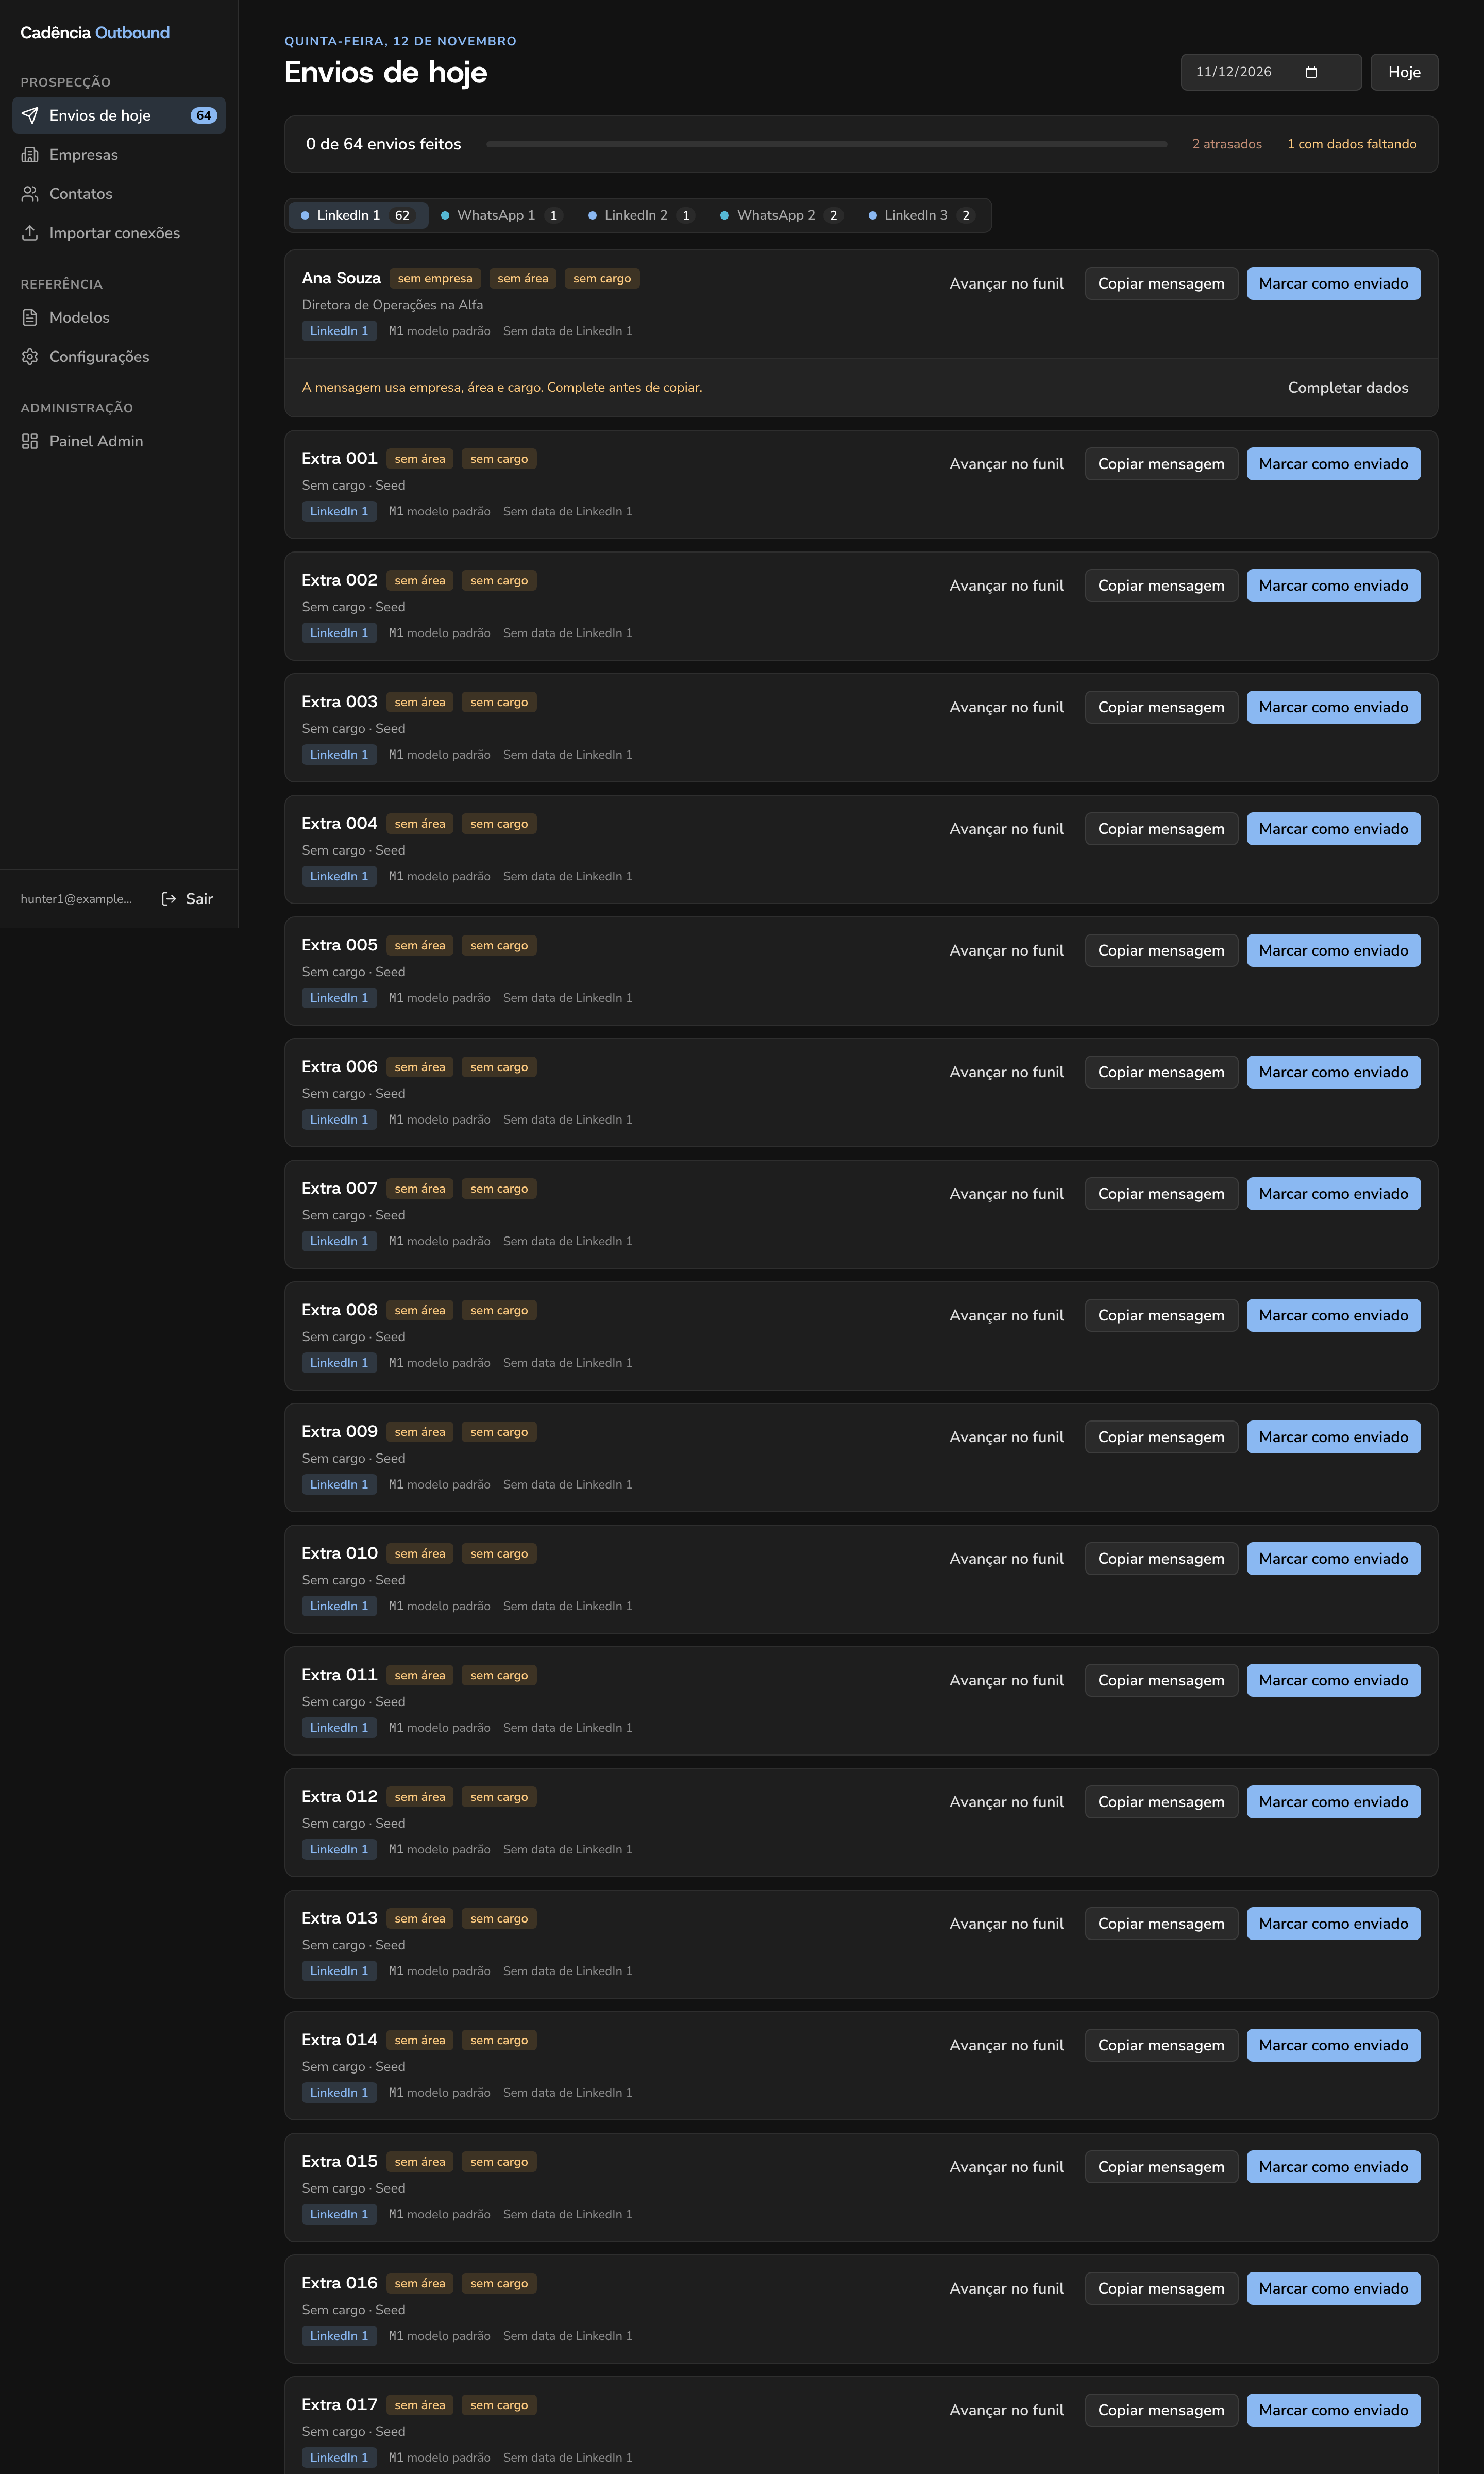 Cadência Outbound
PROSPECÇÃO
Envios de hoje 64
Empresas
Contatos
Importar conexões
REFERÊNCIA
Modelos
Configurações
ADMINISTRAÇÃO
Painel Admin
hunter1@example... Sair
QUINTA-FEIRA, 12 DE NOVEMBRO
Envios de hoje
11/12/2026 Hoje
0 de 64 envios feitos 2 atrasados 1 com dados faltando
LinkedIn 1 62 WhatsApp 1 1 LinkedIn 2 1 WhatsApp 2 2 LinkedIn 3 2
Ana Souza sem empresa sem área sem cargo Avançar no funil Copiar mensagem Marcar como enviado
Diretora de Operações na Alfa
LinkedIn 1 M1 modelo padrão Sem data de LinkedIn 1
A mensagem usa empresa, área e cargo. Complete antes de copiar. Completar dados
Extra 001 sem área sem cargo Avançar no funil Copiar mensagem Marcar como enviado
Sem cargo · Seed
LinkedIn 1 M1 modelo padrão Sem data de LinkedIn 1
Extra 002 sem área sem cargo Avançar no funil Copiar mensagem Marcar como enviado
Sem cargo · Seed
LinkedIn 1 M1 modelo padrão Sem data de LinkedIn 1
Extra 003 sem área sem cargo Avançar no funil Copiar mensagem Marcar como enviado
Sem cargo · Seed
LinkedIn 1 M1 modelo padrão Sem data de LinkedIn 1
Extra 004 sem área sem cargo Avançar no funil Copiar mensagem Marcar como enviado
Sem cargo · Seed
LinkedIn 1 M1 modelo padrão Sem data de LinkedIn 1
Extra 005 sem área sem cargo Avançar no funil Copiar mensagem Marcar como enviado
Sem cargo · Seed
LinkedIn 1 M1 modelo padrão Sem data de LinkedIn 1
Extra 006 sem área sem cargo Avançar no funil Copiar mensagem Marcar como enviado
Sem cargo · Seed
LinkedIn 1 M1 modelo padrão Sem data de LinkedIn 1
Extra 007 sem área sem cargo Avançar no funil Copiar mensagem Marcar como enviado
Sem cargo · Seed
LinkedIn 1 M1 modelo padrão Sem data de LinkedIn 1
Extra 008 sem área sem cargo Avançar no funil Copiar mensagem Marcar como enviado
Sem cargo · Seed
LinkedIn 1 M1 modelo padrão Sem data de LinkedIn 1
Extra 009 sem área sem cargo Avançar no funil Copiar mensagem Marcar como enviado
Sem cargo · Seed
LinkedIn 1 M1 modelo padrão Sem data de LinkedIn 1
Extra 010 sem área sem cargo Avançar no funil Copiar mensagem Marcar como enviado
Sem cargo · Seed
LinkedIn 1 M1 modelo padrão Sem data de LinkedIn 1
Extra 011 sem área sem cargo Avançar no funil Copiar mensagem Marcar como enviado
Sem cargo · Seed
LinkedIn 1 M1 modelo padrão Sem data de LinkedIn 1
Extra 012 sem área sem cargo Avançar no funil Copiar mensagem Marcar como enviado
Sem cargo · Seed
LinkedIn 1 M1 modelo padrão Sem data de LinkedIn 1
Extra 013 sem área sem cargo Avançar no funil Copiar mensagem Marcar como enviado
Sem cargo · Seed
LinkedIn 1 M1 modelo padrão Sem data de LinkedIn 1
Extra 014 sem área sem cargo Avançar no funil Copiar mensagem Marcar como enviado
Sem cargo · Seed
LinkedIn 1 M1 modelo padrão Sem data de LinkedIn 1
Extra 015 sem área sem cargo Avançar no funil Copiar mensagem Marcar como enviado
Sem cargo · Seed
LinkedIn 1 M1 modelo padrão Sem data de LinkedIn 1
Extra 016 sem área sem cargo Avançar no funil Copiar mensagem Marcar como enviado
Sem cargo · Seed
LinkedIn 1 M1 modelo padrão Sem data de LinkedIn 1
Extra 017 sem área sem cargo Avançar no funil Copiar mensagem Marcar como enviado
Sem cargo · Seed
LinkedIn 1 M1 modelo padrão Sem data de LinkedIn 1